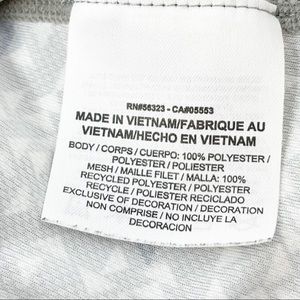 RN#56323 - CA#05553
MADE IN VIETNAM/FABRIQUE AU
VIETNAM/HECHO EN VIETNAM
BODY / CORPS / CUERPO: 100% POLYESTER /
POLYESTER / POLIESTER
MESH / MAILLE FILET / MALLA: 100%
RECYCLED POLYESTER / POLYESTER
RECYCLE / POLIÉSTER RECICLADO
EXCLUSIVE OF DECORATION / DECORATION
NON COMPRISE / NO INCLUYE LA
DECORACION